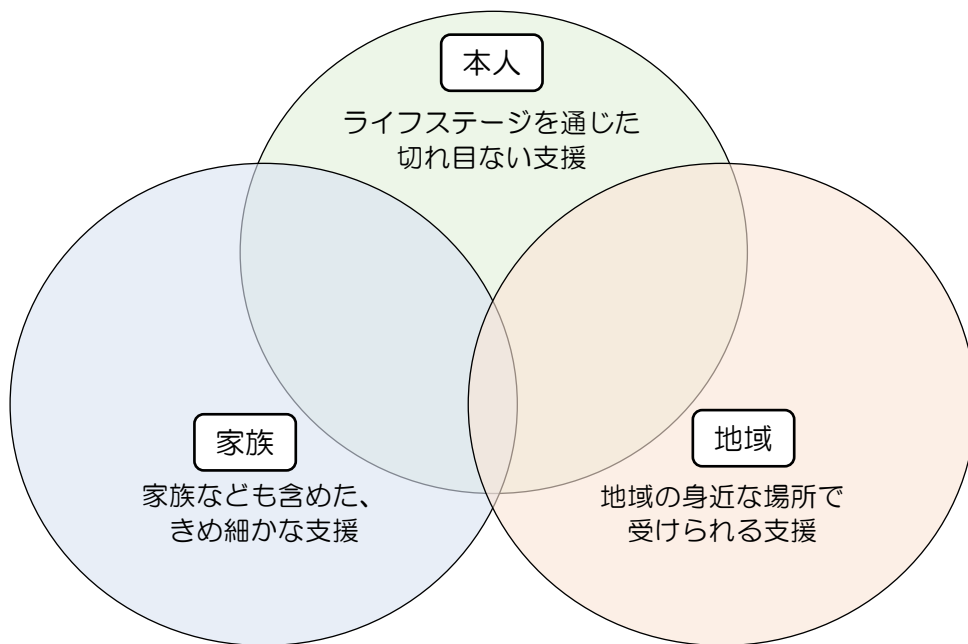 本人
ライフステージを通じた
切れ目ない支援
家族
家族なども含めた、
きめ細かな支援
地域
地域の身近な場所で
受けられる支援